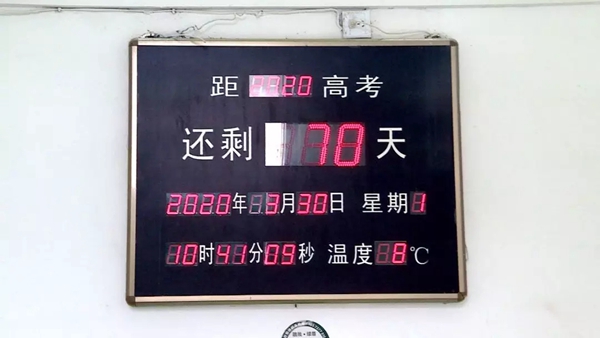 距 20 高考
还剩 70 天
2020年 3月30日 星期1
10时41分09秒 温度 8℃